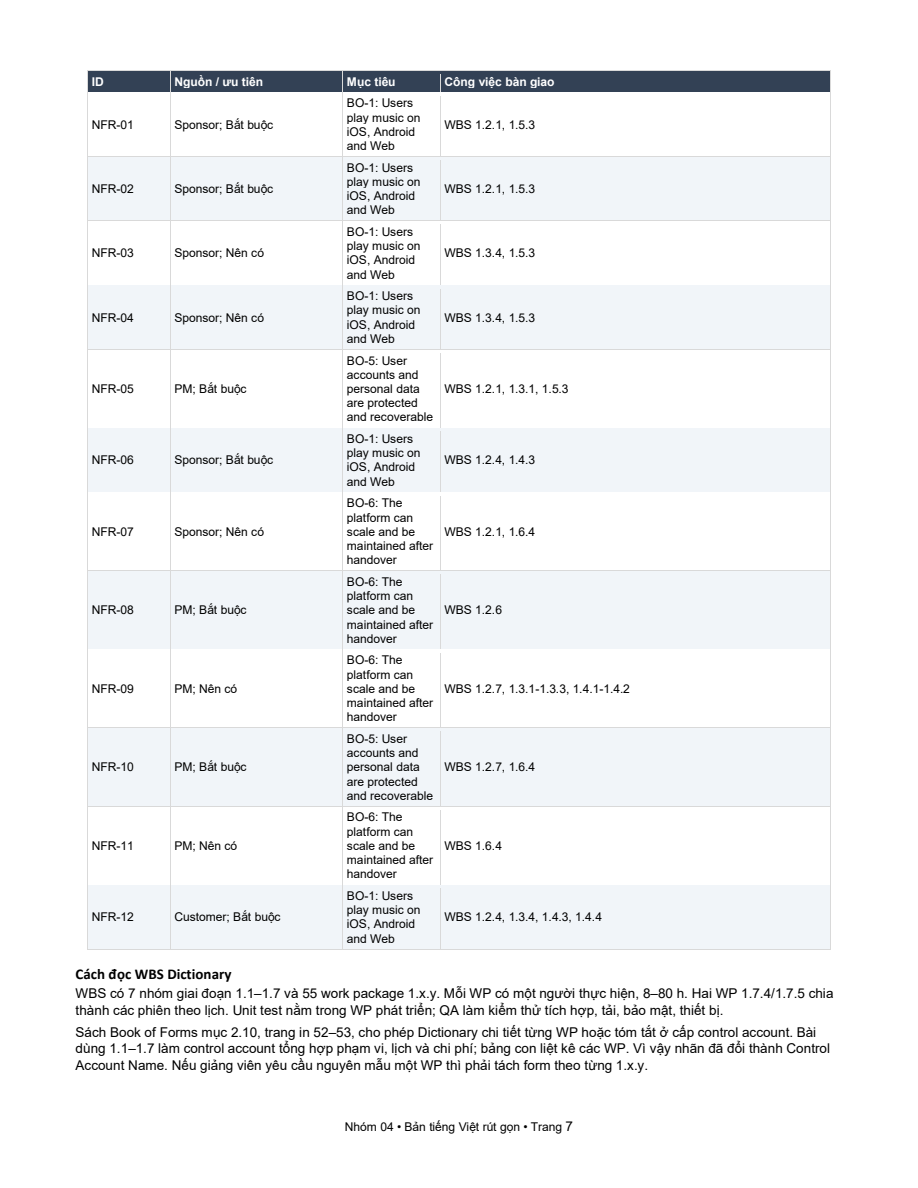 ID Nguồn / ưu tiên Mục tiêu Công việc bàn giao
NFR-01 Sponsor; Bắt buộc BO-1: Users play music on iOS, Android and Web WBS 1.2.1, 1.5.3
NFR-02 Sponsor; Bắt buộc BO-1: Users play music on iOS, Android and Web WBS 1.2.1, 1.5.3
NFR-03 Sponsor; Nên có BO-1: Users play music on iOS, Android and Web WBS 1.3.4, 1.5.3
NFR-04 Sponsor; Nên có BO-1: Users play music on iOS, Android and Web WBS 1.3.4, 1.5.3
NFR-05 PM; Bắt buộc BO-5: User accounts and personal data are protected and recoverable WBS 1.2.1, 1.3.1, 1.5.3
NFR-06 Sponsor; Bắt buộc BO-1: Users play music on iOS, Android and Web WBS 1.2.4, 1.4.3
NFR-07 Sponsor; Nên có BO-6: The platform can scale and be maintained after handover WBS 1.2.1, 1.6.4
NFR-08 PM; Bắt buộc BO-6: The platform can scale and be maintained after handover WBS 1.2.6
NFR-09 PM; Nên có BO-6: The platform can scale and be maintained after handover WBS 1.2.7, 1.3.1-1.3.3, 1.4.1-1.4.2
NFR-10 PM; Bắt buộc BO-5: User accounts and personal data are protected and recoverable WBS 1.2.7, 1.6.4
NFR-11 PM; Nên có BO-6: The platform can scale and be maintained after handover WBS 1.6.4
NFR-12 Customer; Bắt buộc BO-1: Users play music on iOS, Android and Web WBS 1.2.4, 1.3.4, 1.4.3, 1.4.4
Cách đọc WBS Dictionary
WBS có 7 nhóm giai đoạn 1.1–1.7 và 55 work package 1.x.y. Mỗi WP có một người thực hiện, 8–80 h. Hai WP 1.7.4/1.7.5 chia
thành các phiên theo lịch. Unit test nằm trong WP phát triển; QA làm kiểm thử tích hợp, tải, bảo mật, thiết bị.
Sách Book of Forms mục 2.10, trang in 52–53, cho phép Dictionary chi tiết từng WP hoặc tóm tắt ở cấp control account. Bài
dùng 1.1–1.7 làm control account tổng hợp phạm vi, lịch và chi phí; bảng con liệt kê các WP. Vì vậy nhãn đã đổi thành Control
Account Name. Nếu giảng viên yêu cầu nguyên mẫu một WP thì phải tách form theo từng 1.x.y.
Nhóm 04 • Bản tiếng Việt rút gọn • Trang 7